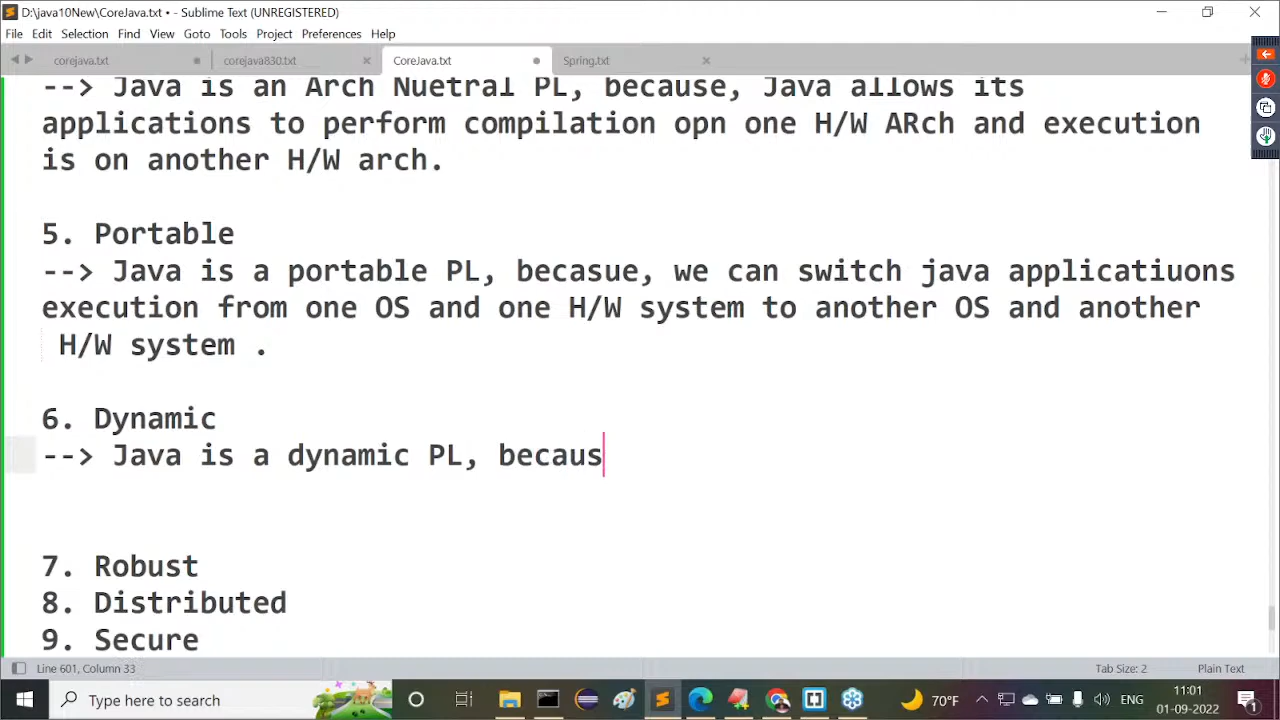 D:\java10New\CoreJava.txt • - Sublime Text (UNREGISTERED)
File Edit Selection Find View Goto Tools Project Preferences Help
corejava.txt corejava830.txt CoreJava.txt Spring.txt
--> Java is an Arch Nuetral PL, because, Java allows its
applications to perform compilation opn one H/W ARch and execution
is on another H/W arch.
5. Portable
--> Java is a portable PL, becasue, we can switch java applicatiuons
execution from one OS and one H/W system to another OS and another
H/W system .
6. Dynamic
--> Java is a dynamic PL, becaus
7. Robust
8. Distributed
9. Secure
Line 601, Column 33 Tab Size: 2 Plain Text
Type here to search 70°F ENG 11:01
01-09-2022
1